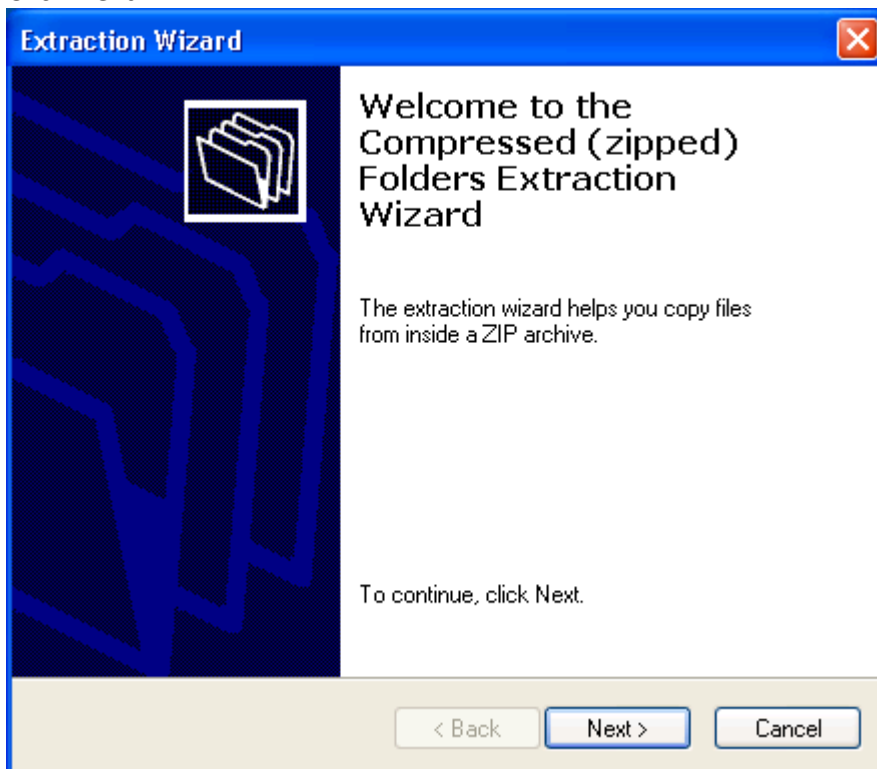 Extraction Wizard
Welcome to the
Compressed (zipped)
Folders Extraction
Wizard
The extraction wizard helps you copy files
from inside a ZIP archive.
To continue, click Next.
< Back Next > Cancel